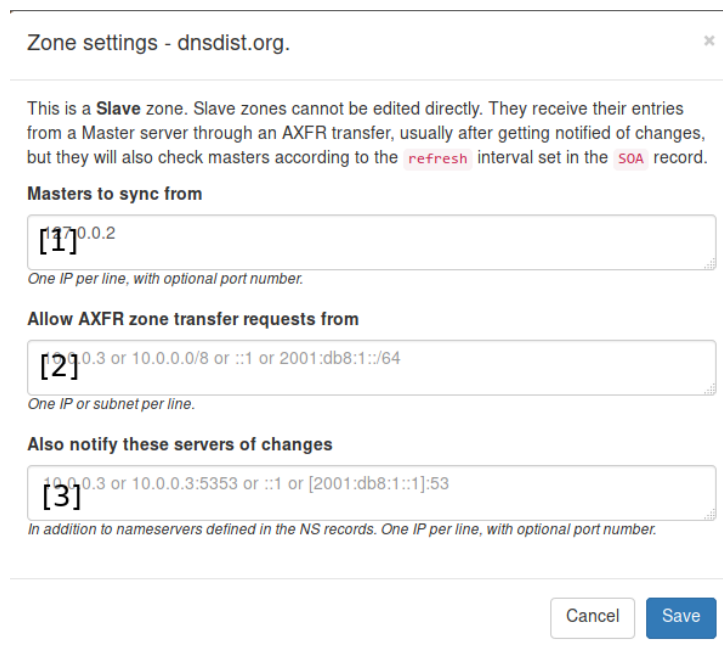 Zone settings - dnsdist.org.
×
This is a Slave zone. Slave zones cannot be edited directly. They receive their entries
from a Master server through an AXFR transfer, usually after getting notified of changes,
but they will also check masters according to the refresh interval set in the SOA record.
Masters to sync from
[1] 127.0.0.2
One IP per line, with optional port number.
Allow AXFR zone transfer requests from
[2] 10.0.0.3 or 10.0.0.0/8 or ::1 or 2001:db8:1::/64
One IP or subnet per line.
Also notify these servers of changes
[3] 10.0.0.3 or 10.0.0.3:5353 or ::1 or [2001:db8:1::1]:53
In addition to nameservers defined in the NS records. One IP per line, with optional port number.
Cancel Save